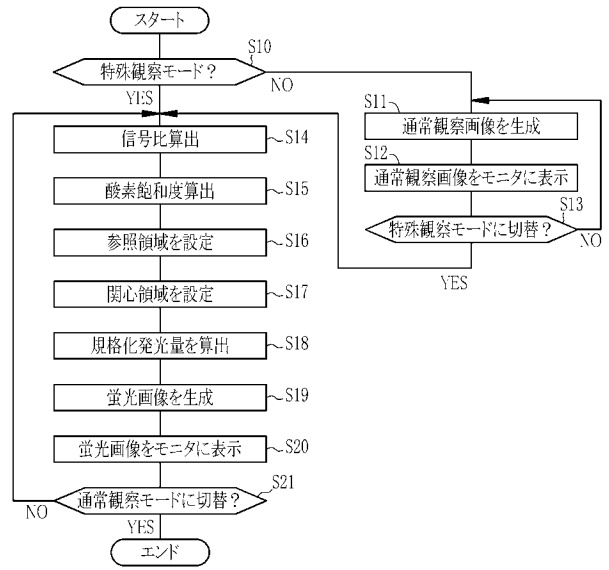 スタート
特殊観察モード？
S10
YES
NO
信号比算出
S14
酸素飽和度算出
S15
参照領域を設定
S16
関心領域を設定
S17
規格化発光量を算出
S18
蛍光画像を生成
S19
蛍光画像をモニタに表示
S20
通常観察モードに切替？
S21
NO
YES
エンド
S11
通常観察画像を生成
S12
通常観察画像をモニタに表示
S13
特殊観察モードに切替？
NO
YES